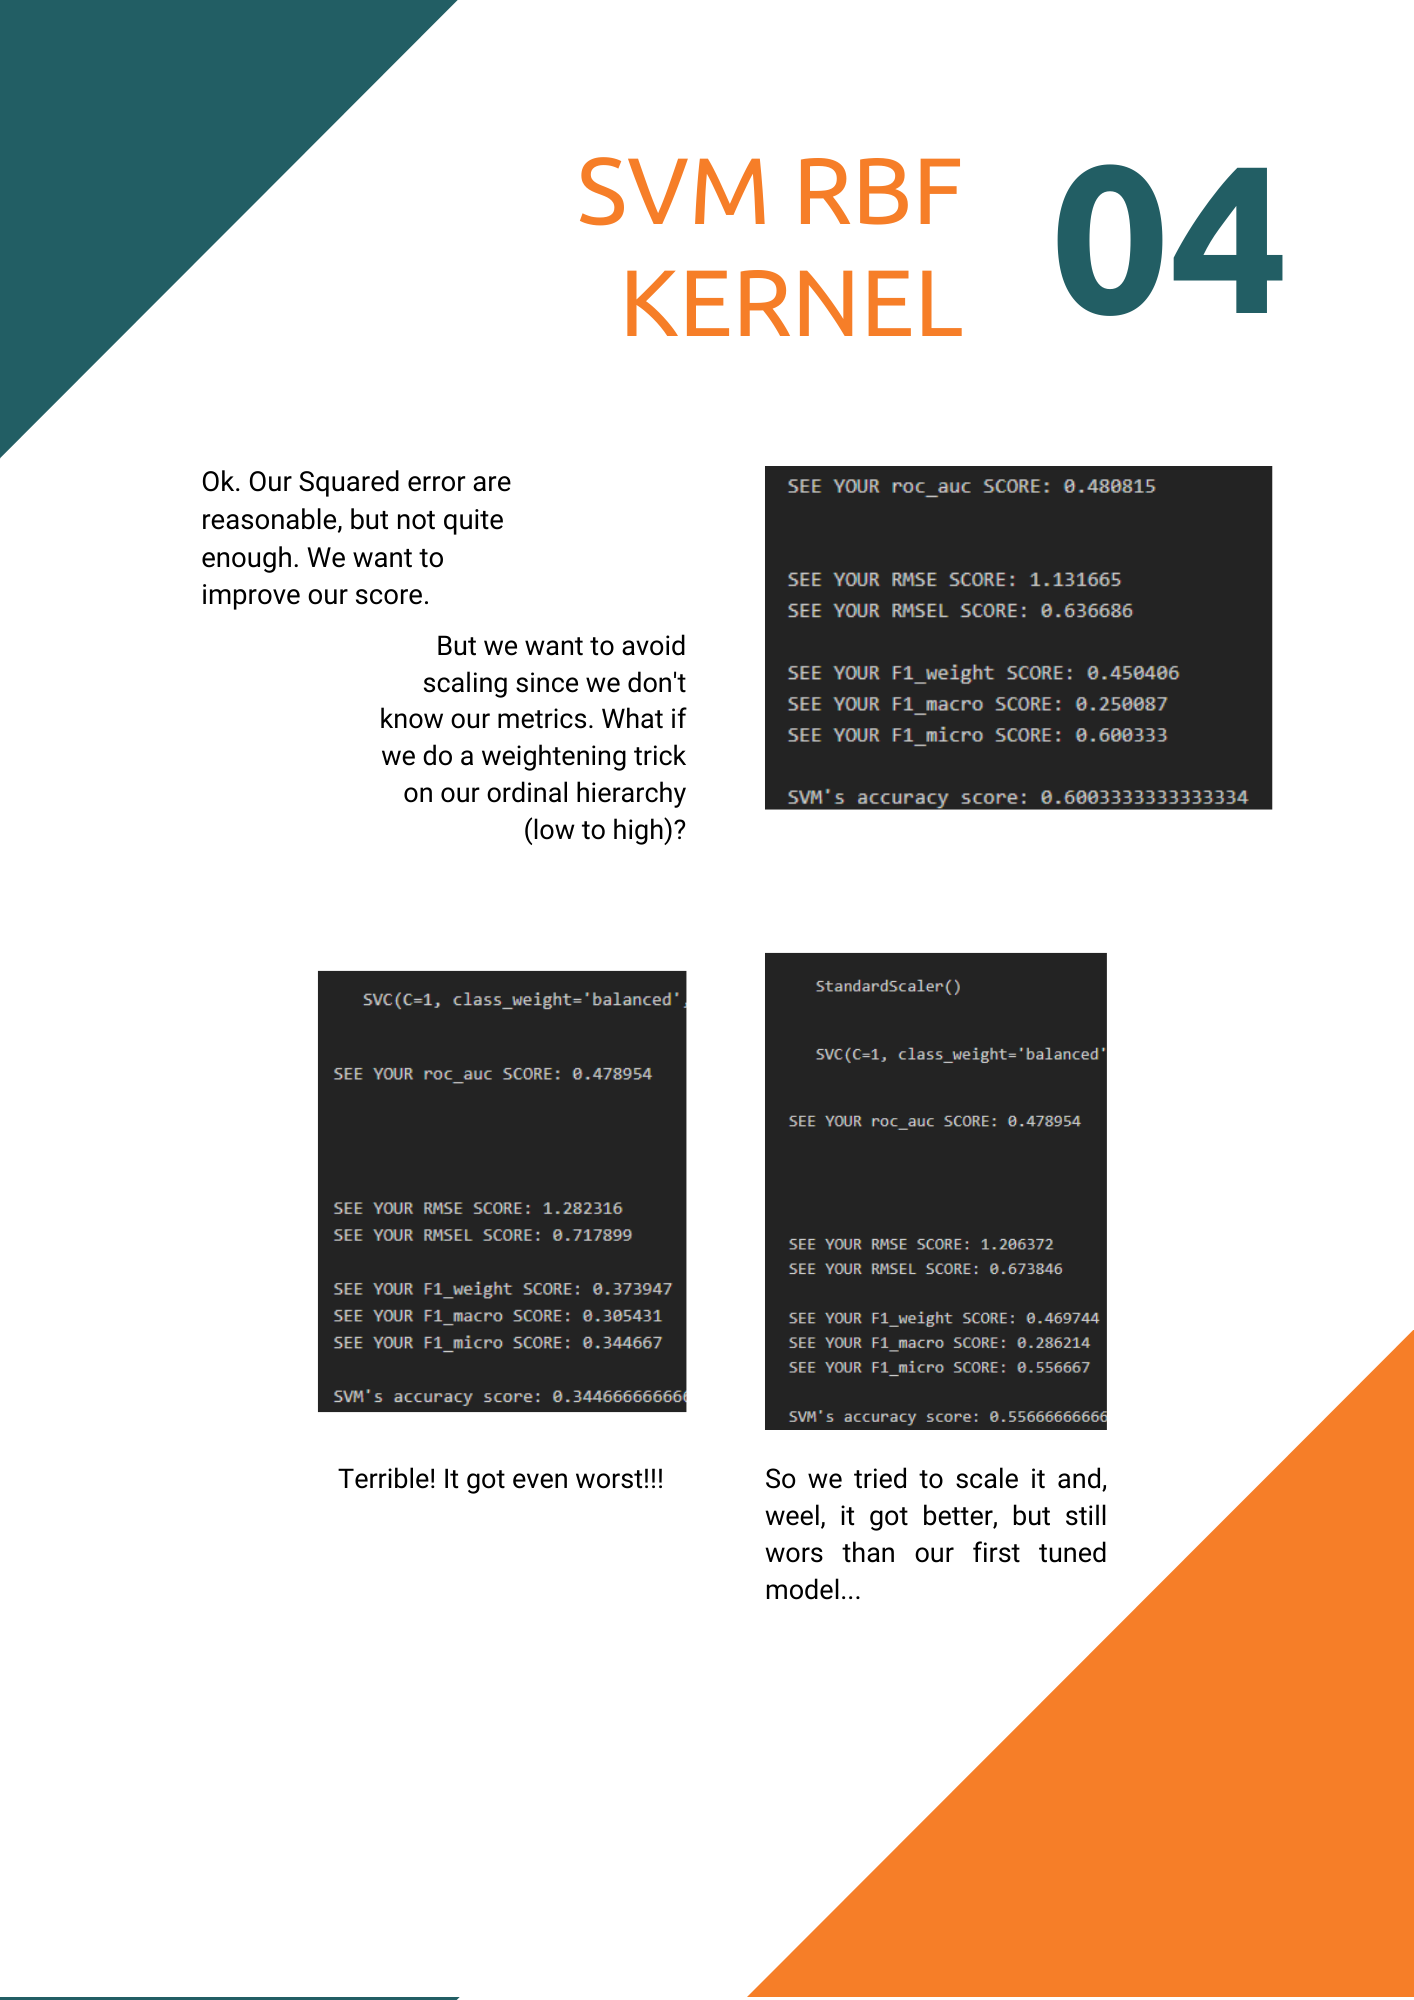 SVM RBF
KERNEL
04
Ok. Our Squared error are
reasonable, but not quite
enough. We want to
improve our score.
But we want to avoid
scaling since we don't
know our metrics. What if
we do a weightening trick
on our ordinal hierarchy
(low to high)?
SEE YOUR roc_auc SCORE: 0.480815
SEE YOUR RMSE SCORE: 1.131665
SEE YOUR RMSEL SCORE: 0.636686
SEE YOUR F1_weight SCORE: 0.450406
SEE YOUR F1_macro SCORE: 0.250087
SEE YOUR F1_micro SCORE: 0.600333
SVM's accuracy score: 0.6003333333333334
SVC(C=1, class_weight='balanced',
SEE YOUR roc_auc SCORE: 0.478954
SEE YOUR RMSE SCORE: 1.282316
SEE YOUR RMSEL SCORE: 0.717899
SEE YOUR F1_weight SCORE: 0.373947
SEE YOUR F1_macro SCORE: 0.305431
SEE YOUR F1_micro SCORE: 0.344667
SVM's accuracy score: 0.344666666666
Terrible! It got even worst!!!
StandardScaler()
SVC(C=1, class_weight='balanced'
SEE YOUR roc_auc SCORE: 0.478954
SEE YOUR RMSE SCORE: 1.206372
SEE YOUR RMSEL SCORE: 0.673846
SEE YOUR F1_weight SCORE: 0.469744
SEE YOUR F1_macro SCORE: 0.286214
SEE YOUR F1_micro SCORE: 0.556667
SVM's accuracy score: 0.55666666666
So we tried to scale it and,
weel, it got better, but still
wors than our first tuned
model...